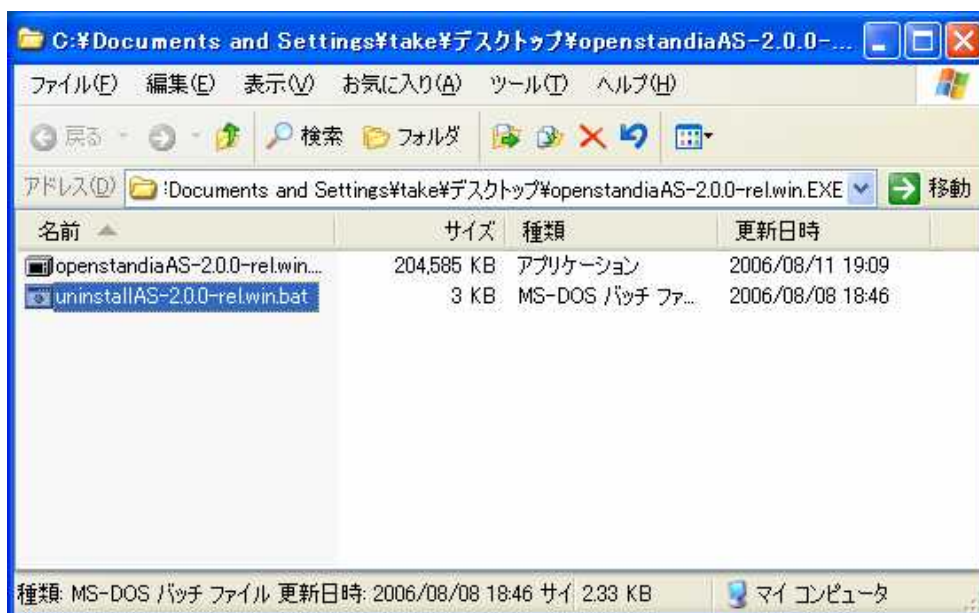 C:¥Documents and Settings¥take¥デスクトップ¥openstandiaAS-2.0.0-...
ファイル(F) 編集(E) 表示(V) お気に入り(A) ツール(T) ヘルプ(H)
戻る 検索 フォルダ
アドレス(D) :Documents and Settings¥take¥デスクトップ¥openstandiaAS-2.0.0-rel.win.EXE 移動
名前 サイズ 種類 更新日時
openstandiaAS-2.0.0-rel.win... 204,585 KB アプリケーション 2006/08/11 19:09
uninstallAS-2.0.0-rel.win.bat 3 KB MS-DOS バッチ ファ... 2006/08/08 18:46
種類: MS-DOS バッチ ファイル 更新日時: 2006/08/08 18:46 サイ 2.33 KB マイ コンピュータ